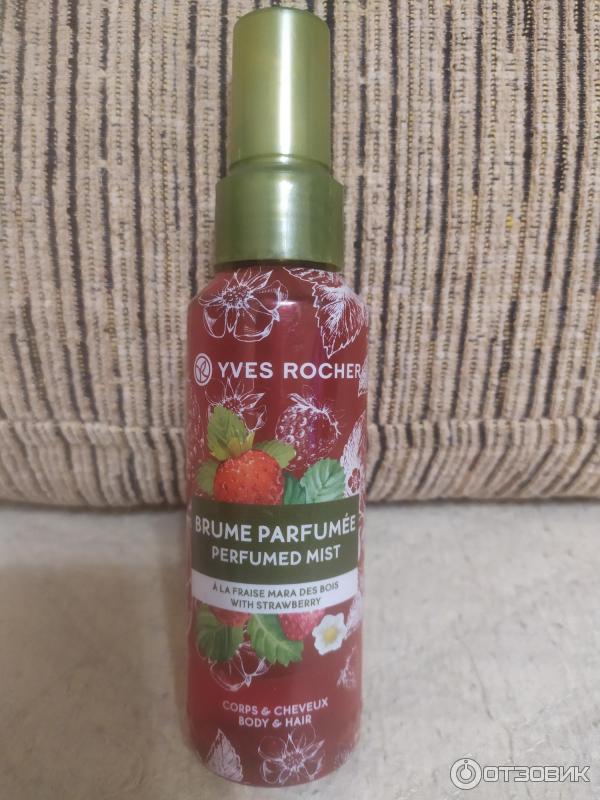 YVES ROCHER
BRUME PARFUMÉE
PERFUMED MIST
À LA FRAISE MARA DES BOIS
WITH STRAWBERRY
CORPS & CHEVEUX
BODY & HAIR
ОТЗОВИК